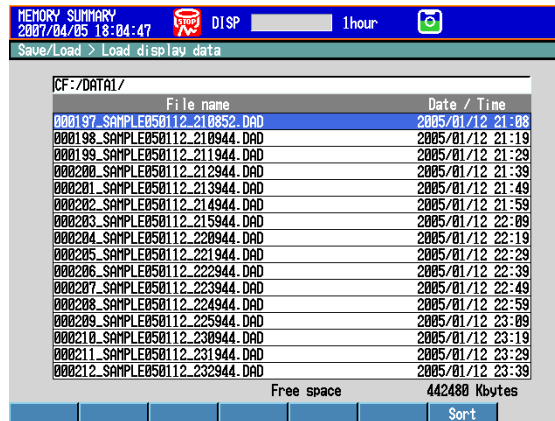 MEMORY SUMMARY
2007/04/05 18:04:47 STOP DISP 1hour
Save/Load > Load display data
CF:/DATA1/
File name Date / Time
000197_SAMPLE050112_210852.DAD 2005/01/12 21:08
000198_SAMPLE050112_210944.DAD 2005/01/12 21:19
000199_SAMPLE050112_211944.DAD 2005/01/12 21:29
000200_SAMPLE050112_212944.DAD 2005/01/12 21:39
000201_SAMPLE050112_213944.DAD 2005/01/12 21:49
000202_SAMPLE050112_214944.DAD 2005/01/12 21:59
000203_SAMPLE050112_215944.DAD 2005/01/12 22:09
000204_SAMPLE050112_220944.DAD 2005/01/12 22:19
000205_SAMPLE050112_221944.DAD 2005/01/12 22:29
000206_SAMPLE050112_222944.DAD 2005/01/12 22:39
000207_SAMPLE050112_223944.DAD 2005/01/12 22:49
000208_SAMPLE050112_224944.DAD 2005/01/12 22:59
000209_SAMPLE050112_225944.DAD 2005/01/12 23:09
000210_SAMPLE050112_230944.DAD 2005/01/12 23:19
000211_SAMPLE050112_231944.DAD 2005/01/12 23:29
000212_SAMPLE050112_232944.DAD 2005/01/12 23:39
Free space 442480 Kbytes
Sort